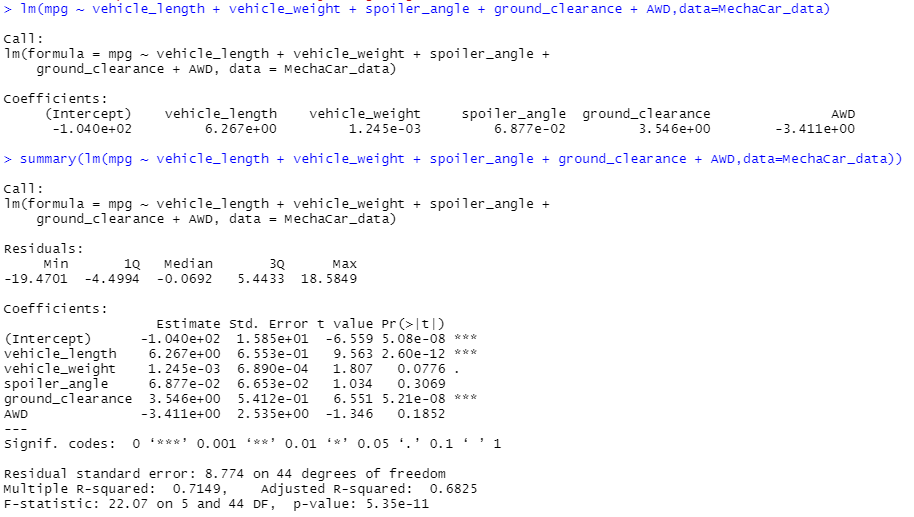 > lm(mpg ~ vehicle_length + vehicle_weight + spoiler_angle + ground_clearance + AWD,data=MechaCar_data)
Call:
lm(formula = mpg ~ vehicle_length + vehicle_weight + spoiler_angle +
    ground_clearance + AWD, data = MechaCar_data)
Coefficients:
     (Intercept)    vehicle_length    vehicle_weight     spoiler_angle  ground_clearance               AWD
      -1.040e+02         6.267e+00         1.245e-03         6.877e-02         3.546e+00        -3.411e+00
> summary(lm(mpg ~ vehicle_length + vehicle_weight + spoiler_angle + ground_clearance + AWD,data=MechaCar_data))
Call:
lm(formula = mpg ~ vehicle_length + vehicle_weight + spoiler_angle +
    ground_clearance + AWD, data = MechaCar_data)
Residuals:
     Min       1Q   Median       3Q      Max
-19.4701  -4.4994  -0.0692   5.4433  18.5849
Coefficients:
                   Estimate Std. Error t value Pr(>|t|)
(Intercept)      -1.040e+02  1.585e+01  -6.559 5.08e-08 ***
vehicle_length    6.267e+00  6.553e-01   9.563 2.60e-12 ***
vehicle_weight    1.245e-03  6.890e-04   1.807   0.0776 .
spoiler_angle     6.877e-02  6.653e-02   1.034   0.3069
ground_clearance  3.546e+00  5.412e-01   6.551 5.21e-08 ***
AWD              -3.411e+00  2.535e+00  -1.346   0.1852
---
Signif. codes:  0 ‘***’ 0.001 ‘**’ 0.01 ‘*’ 0.05 ‘.’ 0.1 ‘ ’ 1
Residual standard error: 8.774 on 44 degrees of freedom
Multiple R-squared:  0.7149,    Adjusted R-squared:  0.6825
F-statistic: 22.07 on 5 and 44 DF,  p-value: 5.35e-11